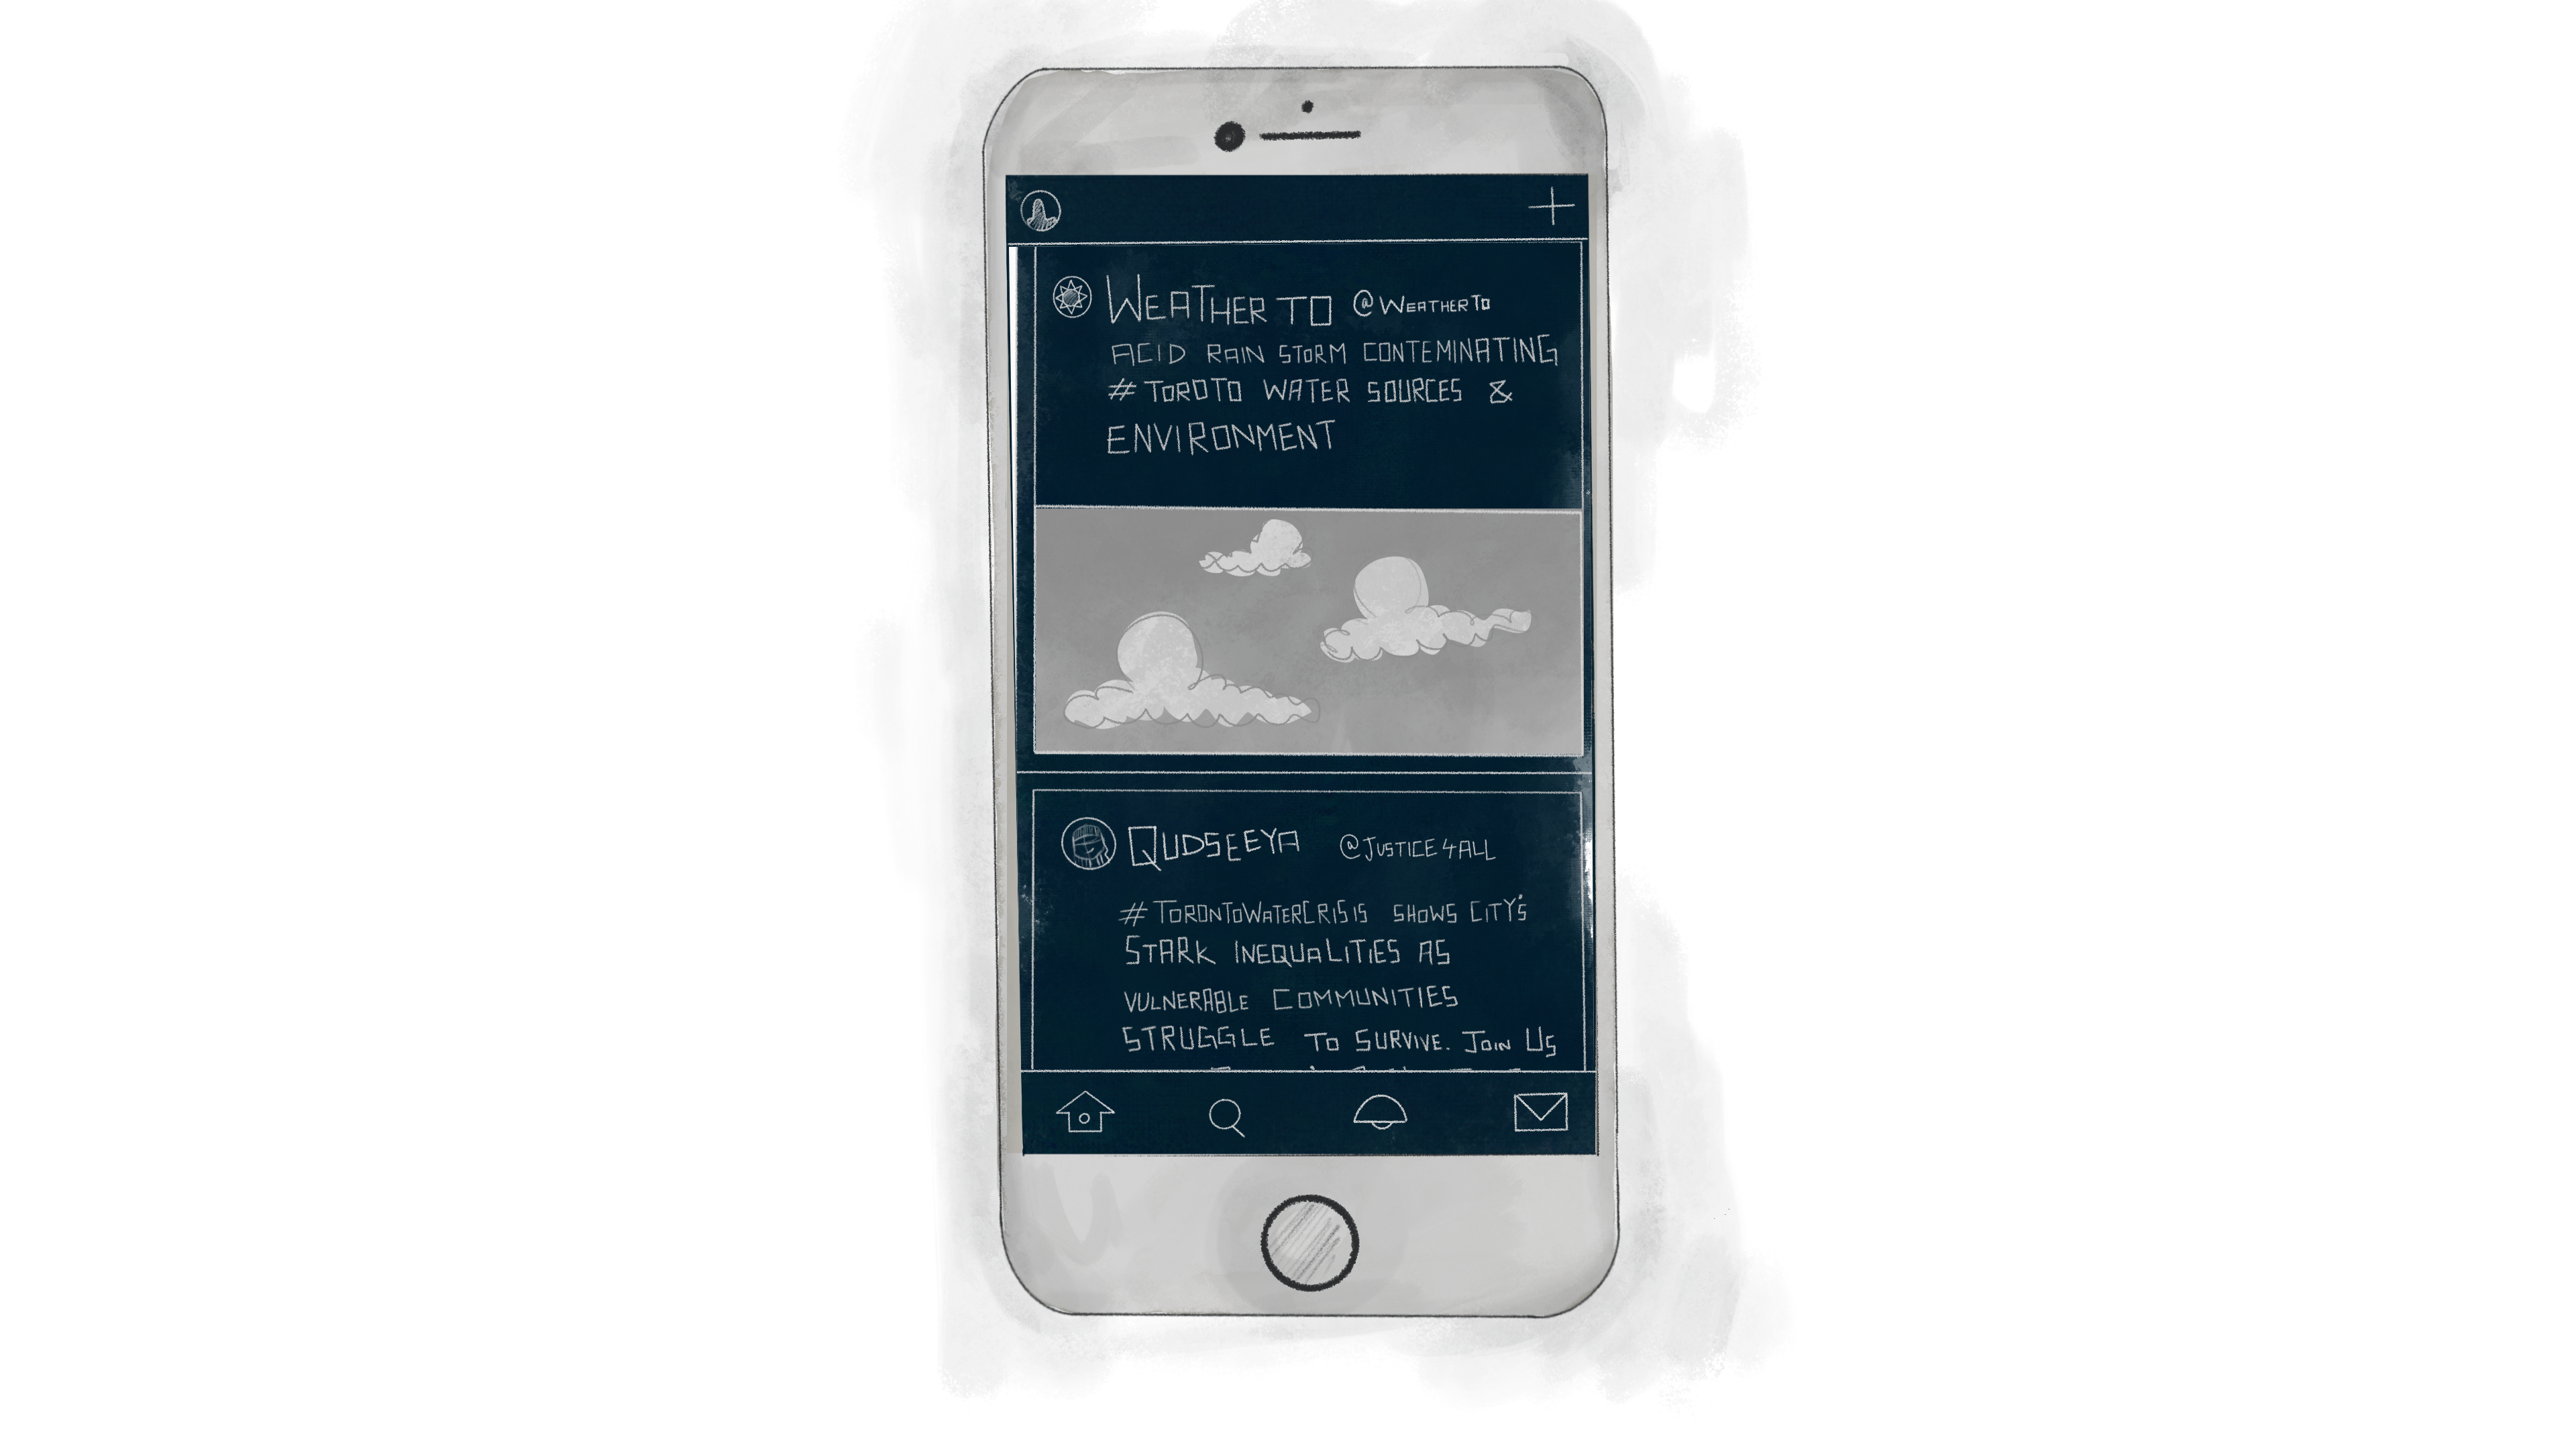 WEATHER TO @WEATHERTO
ACID RAIN STORM CONTEMINATING
# TOROTO WATER SOURCES &
ENVIRONMENT
QUDSEEYA @JUSTICE4ALL
#TORONTOWATERCRISIS SHOWS CITY'S
STARK INEQUALITIES AS
VULNERABLE COMMUNITIES
STRUGGLE TO SURVIVE. JOIN US